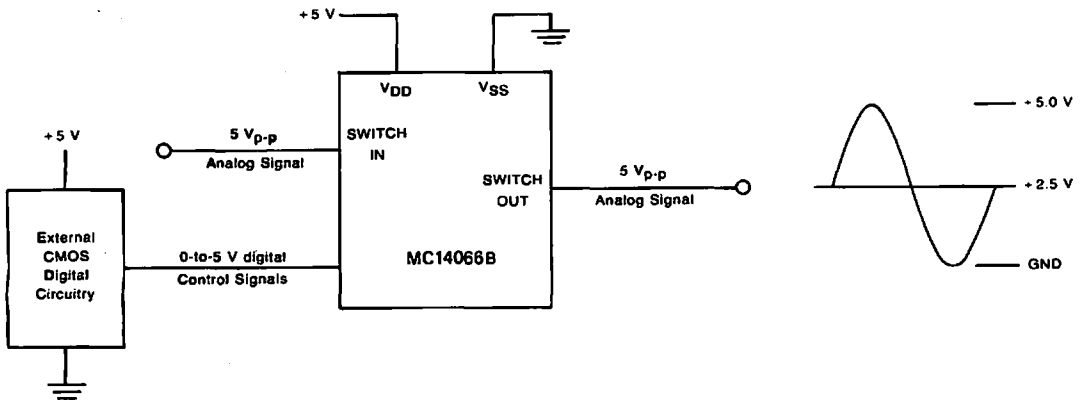 +5 V
VDD
VSS
+5 V
5 Vp-p
Analog Signal
SWITCH
IN
SWITCH
OUT
5 Vp-p
Analog Signal
External
CMOS
Digital
Circuitry
0-to-5 V digital
Control Signals
MC14066B
+5.0 V
+2.5 V
GND